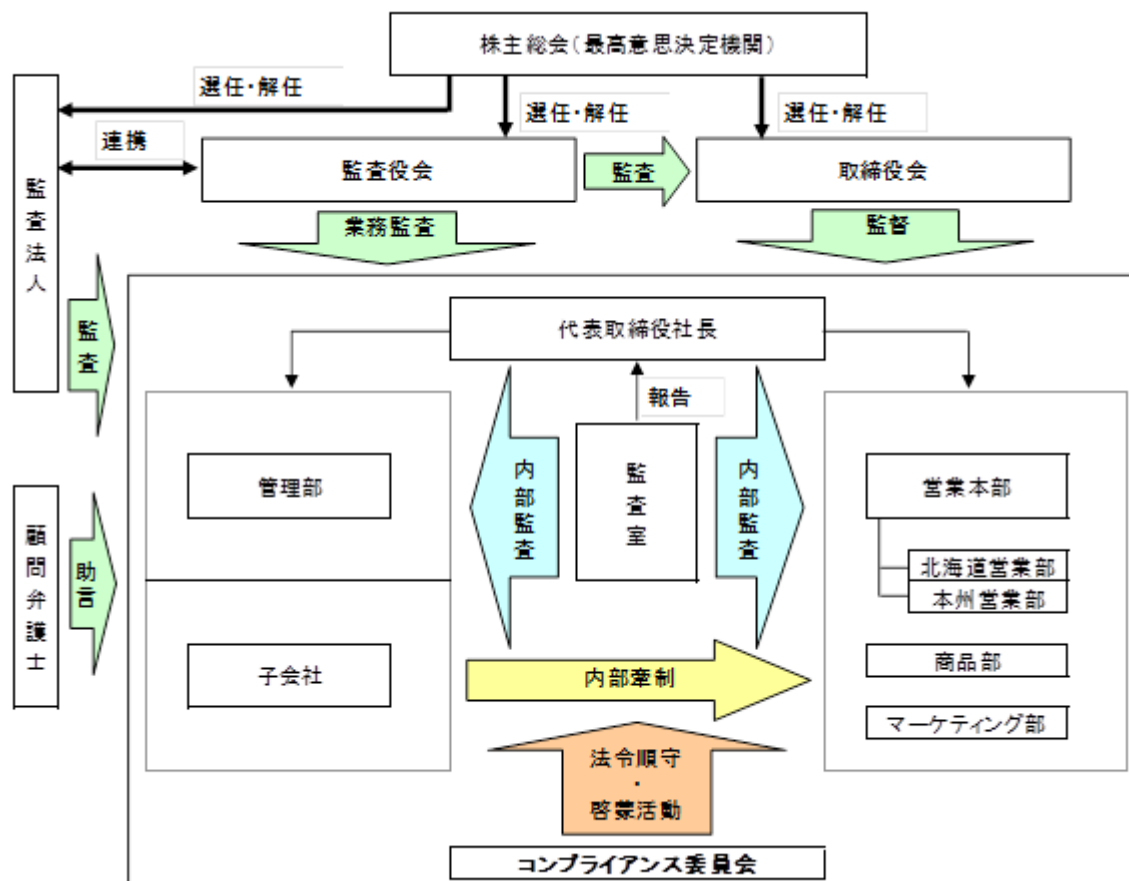 株主総会（最高意思決定機関）
選任・解任
選任・解任
選任・解任
連携
監査役会
監査
取締役会
監査法人
業務監査
監督
監査
代表取締役社長
報告
管理部
内部監査
監査室
内部監査
営業本部
顧問弁護士
助言
北海道営業部
本州営業部
子会社
内部牽制
商品部
マーケティング部
法令順守
・
啓蒙活動
コンプライアンス委員会